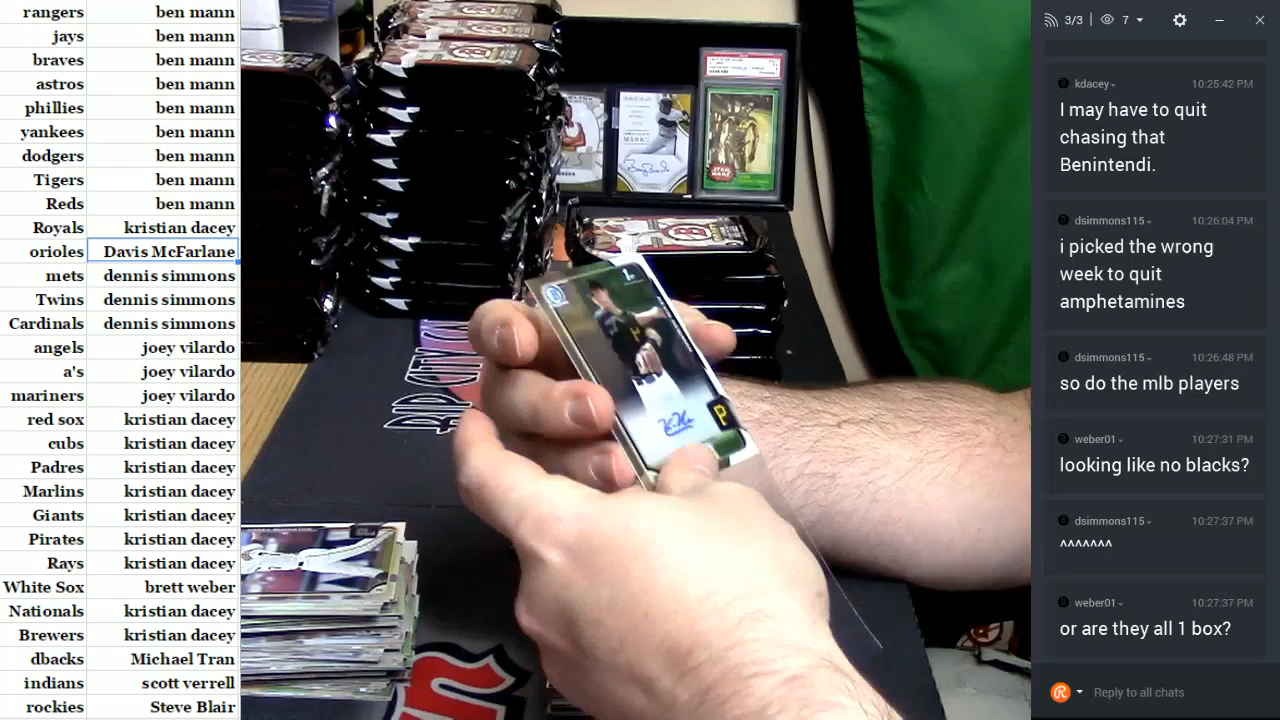 rangers ben mann
jays ben mann
braves ben mann
astros ben mann
phillies ben mann
yankees ben mann
dodgers ben mann
Tigers ben mann
Reds ben mann
Royals kristian dacey
orioles Davis McFarlane
mets dennis simmons
Twins dennis simmons
Cardinals dennis simmons
angels joey vilardo
a's joey vilardo
mariners joey vilardo
red sox kristian dacey
cubs kristian dacey
Padres kristian dacey
Marlins kristian dacey
Giants kristian dacey
Pirates kristian dacey
Rays kristian dacey
White Sox brett weber
Nationals kristian dacey
Brewers kristian dacey
dbacks Michael Tran
indians scott verrell
rockies Steve Blair
STAR WARS
RIP CITY
P
3/3 7
kdacey 10:25:42 PM
I may have to quit
chasing that
Benintendi.
dsimmons115 10:26:04 PM
i picked the wrong
week to quit
amphetamines
dsimmons115 10:26:48 PM
so do the mlb players
weber01 10:27:31 PM
looking like no blacks?
dsimmons115 10:27:37 PM
^^^^^^^
weber01 10:27:37 PM
or are they all 1 box?
Reply to all chats